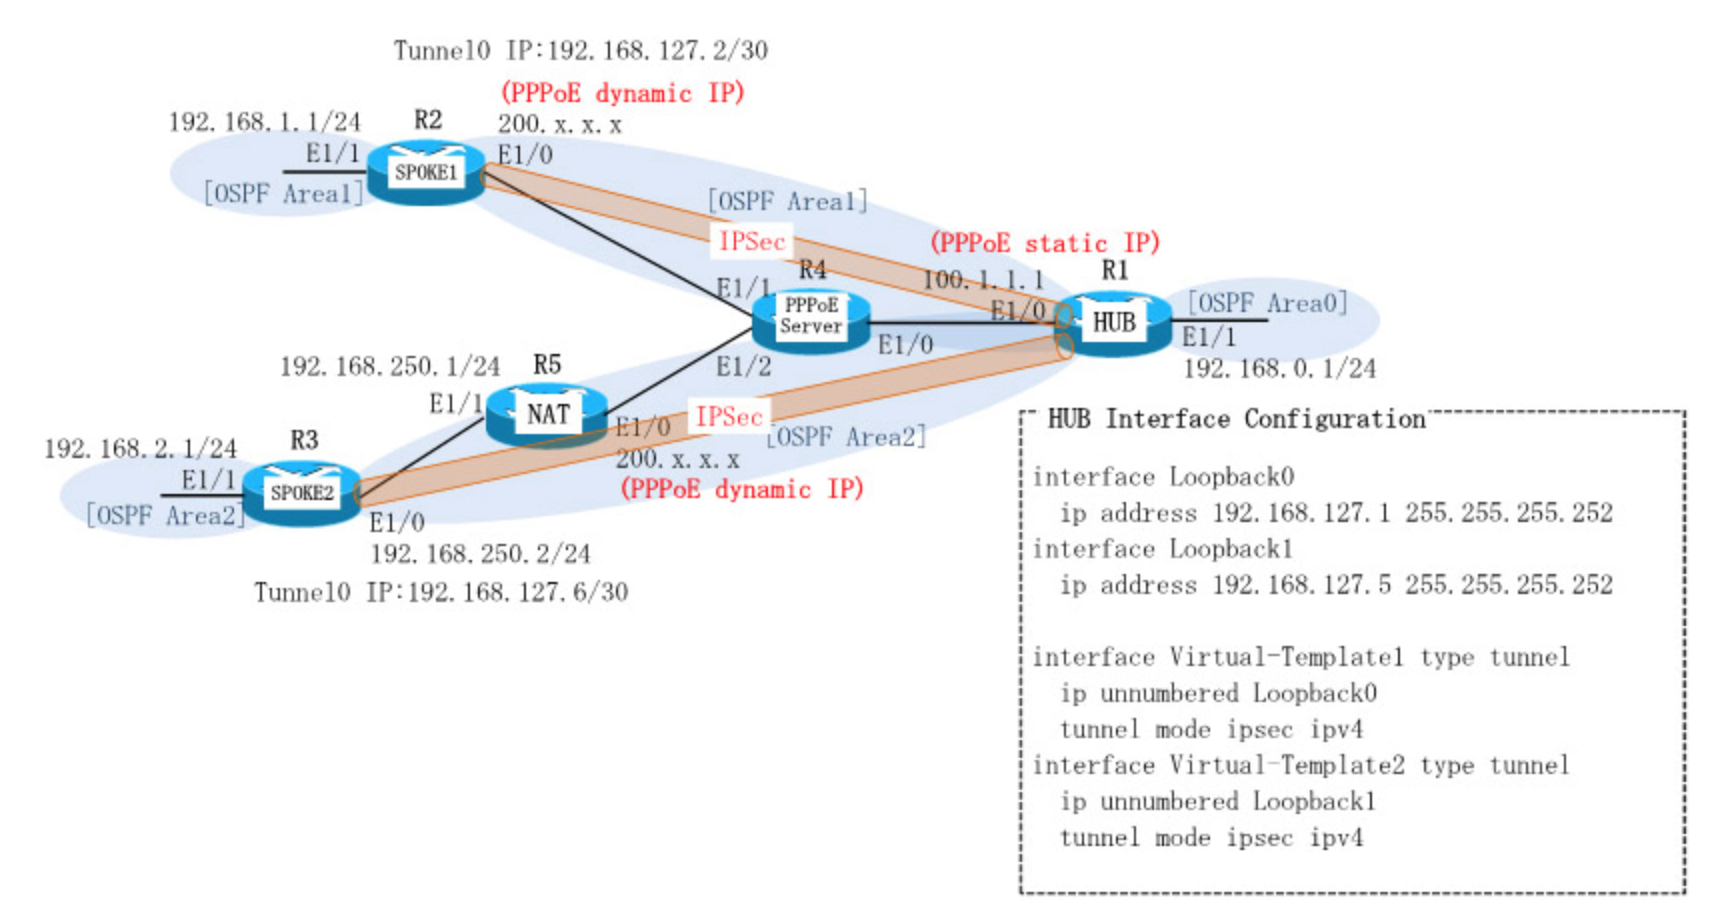 Tunnel0 IP:192.168.127.2/30
(PPPoE dynamic IP)
192.168.1.1/24
R2
200.x.x.x
E1/1
SPOKE1
E1/0
[OSPF Area1]
[OSPF Area1]
IPSec
(PPPoE static IP)
R4
100.1.1.1
R1
E1/1
PPPoE
Server
E1/0
HUB
[OSPF Area0]
E1/0
E1/1
192.168.0.1/24
192.168.250.1/24
R5
E1/2
E1/1
NAT
IPSec
E1/0
[OSPF Area2]
192.168.2.1/24
R3
200.x.x.x
(PPPoE dynamic IP)
E1/1
SPOKE2
[OSPF Area2]
E1/0
192.168.250.2/24
Tunnel0 IP:192.168.127.6/30
HUB Interface Configuration
interface Loopback0
ip address 192.168.127.1 255.255.255.252
interface Loopback1
ip address 192.168.127.5 255.255.255.252
interface Virtual-Template1 type tunnel
ip unnumbered Loopback0
tunnel mode ipsec ipv4
interface Virtual-Template2 type tunnel
ip unnumbered Loopback1
tunnel mode ipsec ipv4